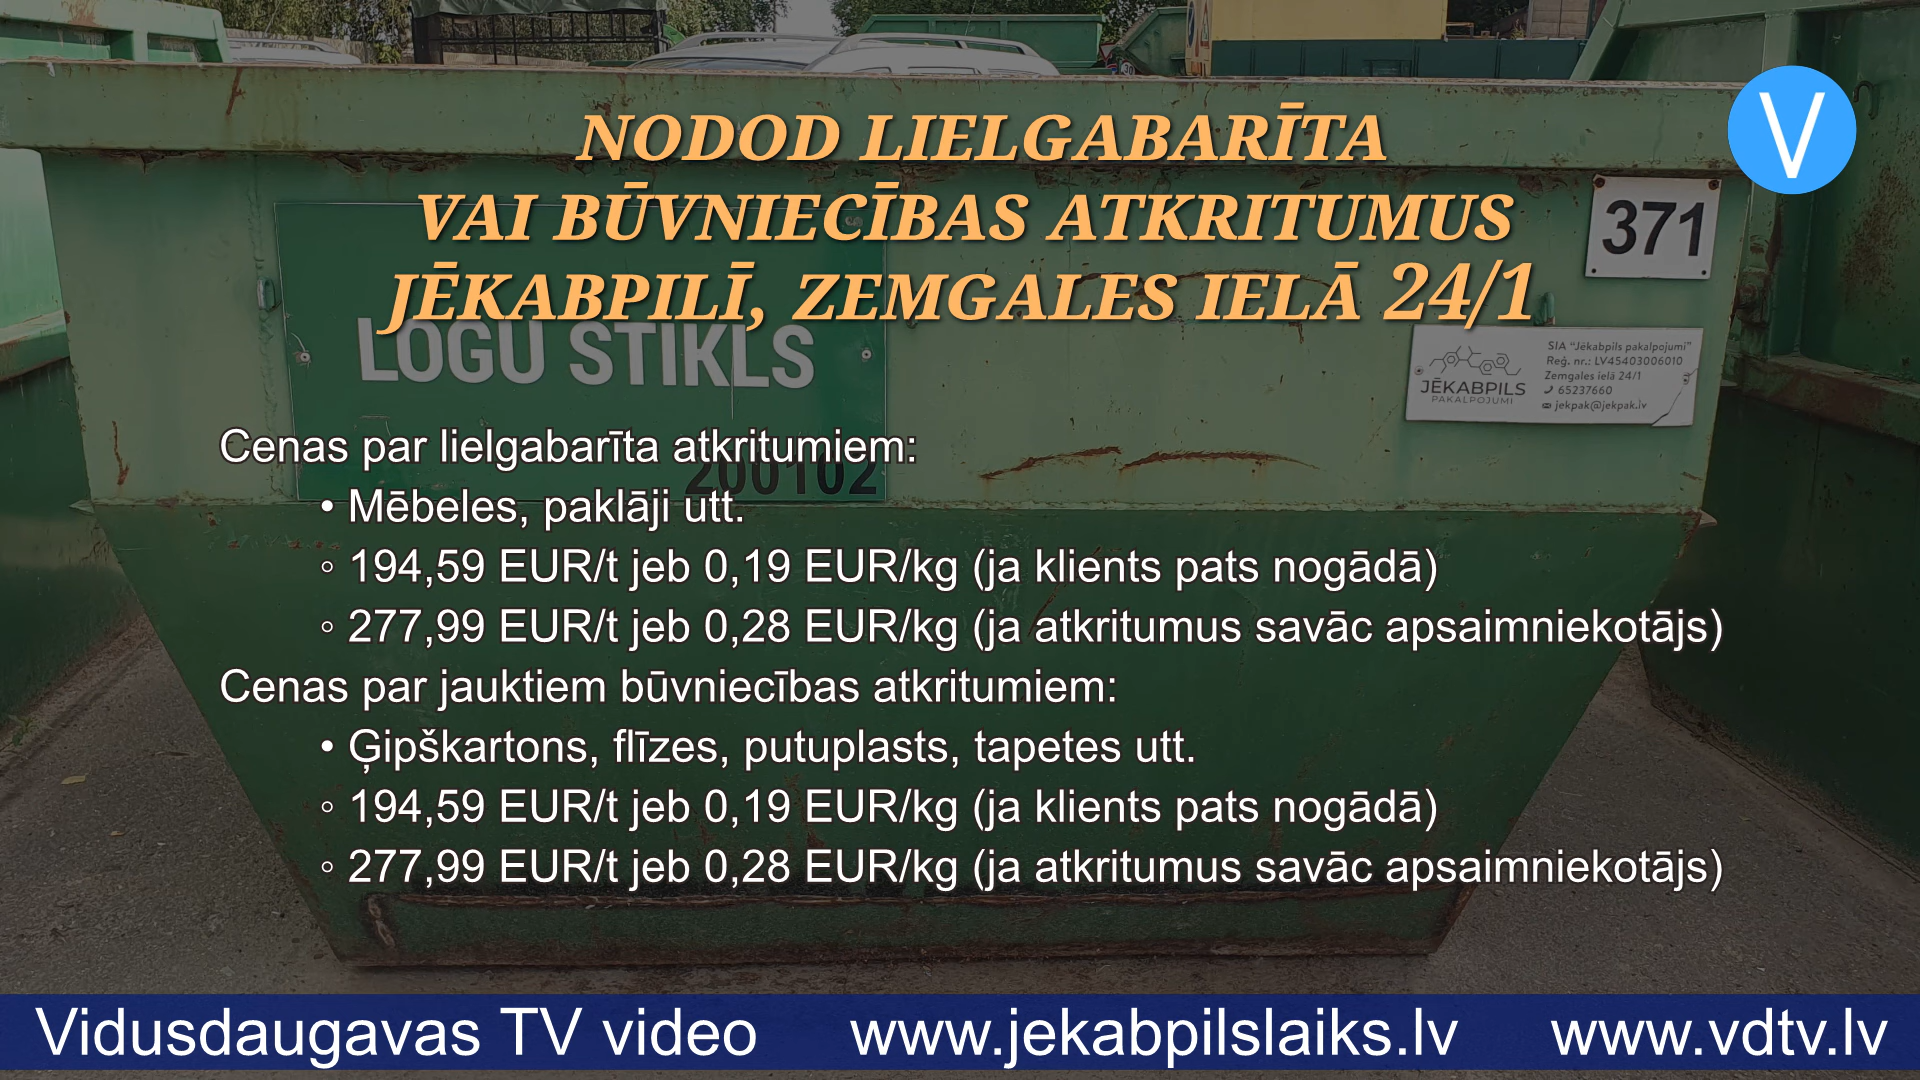 NODOD LIELGABARĪTA
VAI BŪVNIECĪBAS ATKRITUMUS
JĒKABPILĪ, ZEMGALES IELĀ 24/1
V
371
LOGU STIKLS
200102
JĒKABPILS
PAKALPOJUMI
SIA "Jēkabpils pakalpojumi"
Reģ. nr.: LV45403006010
Zemgales ielā 24/1
65237660
jekpak@jekpak.lv
Cenas par lielgabarīta atkritumiem:
• Mēbeles, paklāji utt.
◦ 194,59 EUR/t jeb 0,19 EUR/kg (ja klients pats nogādā)
◦ 277,99 EUR/t jeb 0,28 EUR/kg (ja atkritumus savāc apsaimniekotājs)
Cenas par jauktiem būvniecības atkritumiem:
• Ģipškartons, flīzes, putuplasts, tapetes utt.
◦ 194,59 EUR/t jeb 0,19 EUR/kg (ja klients pats nogādā)
◦ 277,99 EUR/t jeb 0,28 EUR/kg (ja atkritumus savāc apsaimniekotājs)
Vidusdaugavas TV video www.jekabpilslaiks.lv www.vdtv.lv